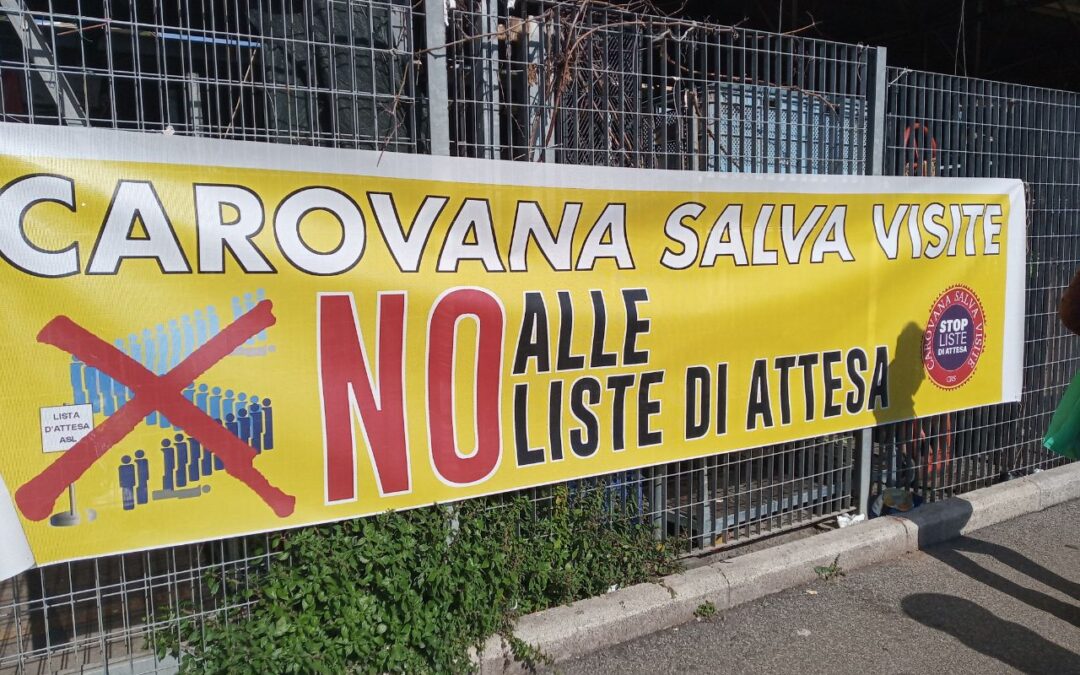 CAROVANA SALVA VISITE
NO ALLE
LISTE DI ATTESA
LISTA
D'ATTESA
ASL
CAROVANA SALVA VISITE
STOP
LISTE
DI ATTESA